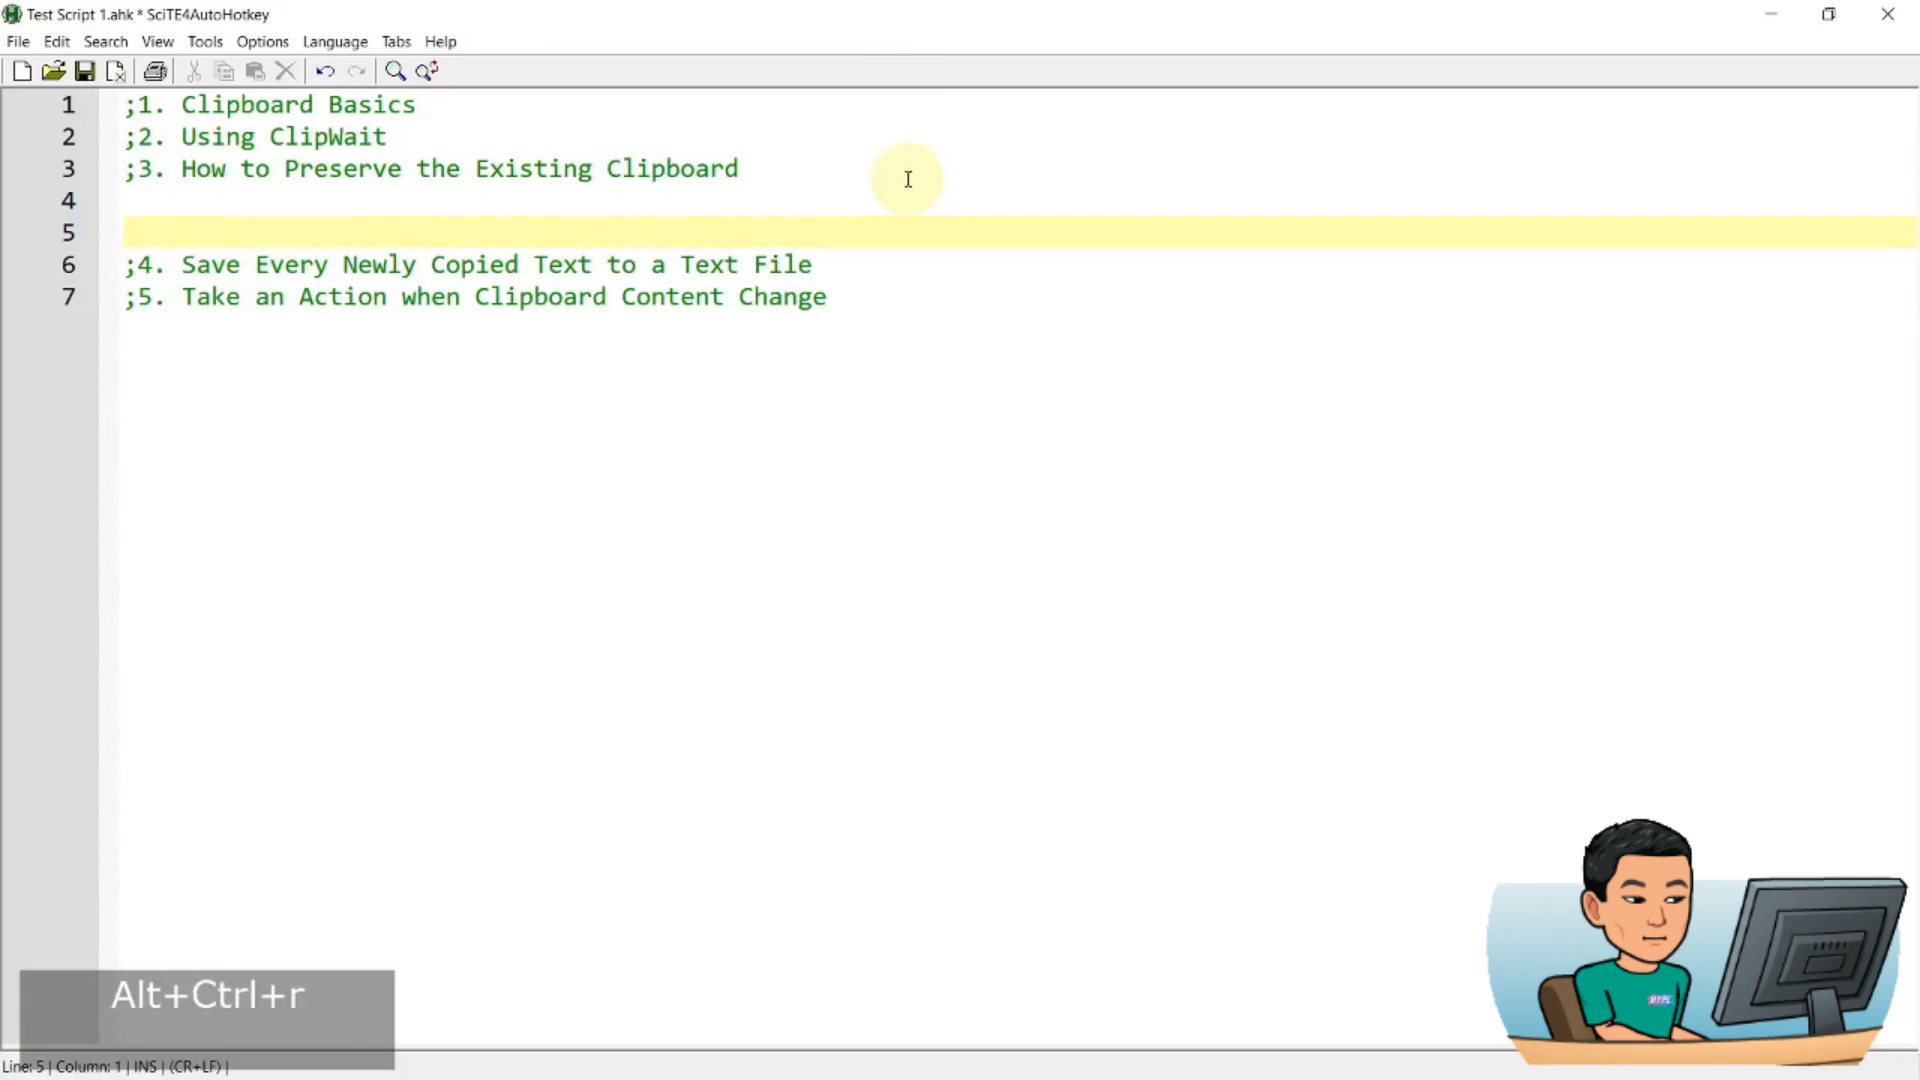 Test Script 1.ahk * SciTE4AutoHotkey
File Edit Search View Tools Options Language Tabs Help
1 ;1. Clipboard Basics
2 ;2. Using ClipWait
3 ;3. How to Preserve the Existing Clipboard
4
5
6 ;4. Save Every Newly Copied Text to a Text File
7 ;5. Take an Action when Clipboard Content Change
Alt+Ctrl+r
Line: 5 | Column: 1 | INS | (CR+LF) |